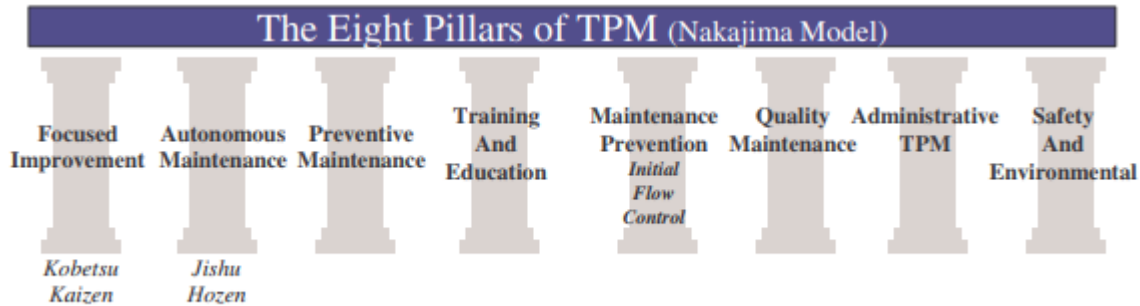 The Eight Pillars of TPM (Nakajima Model)
Focused
Improvement
Autonomous
Maintenance
Preventive
Maintenance
Training
And
Education
Maintenance
Prevention
Initial
Flow
Control
Quality
Maintenance
Administrative
TPM
Safety
And
Environmental
Kobetsu
Kaizen
Jishu
Hozen